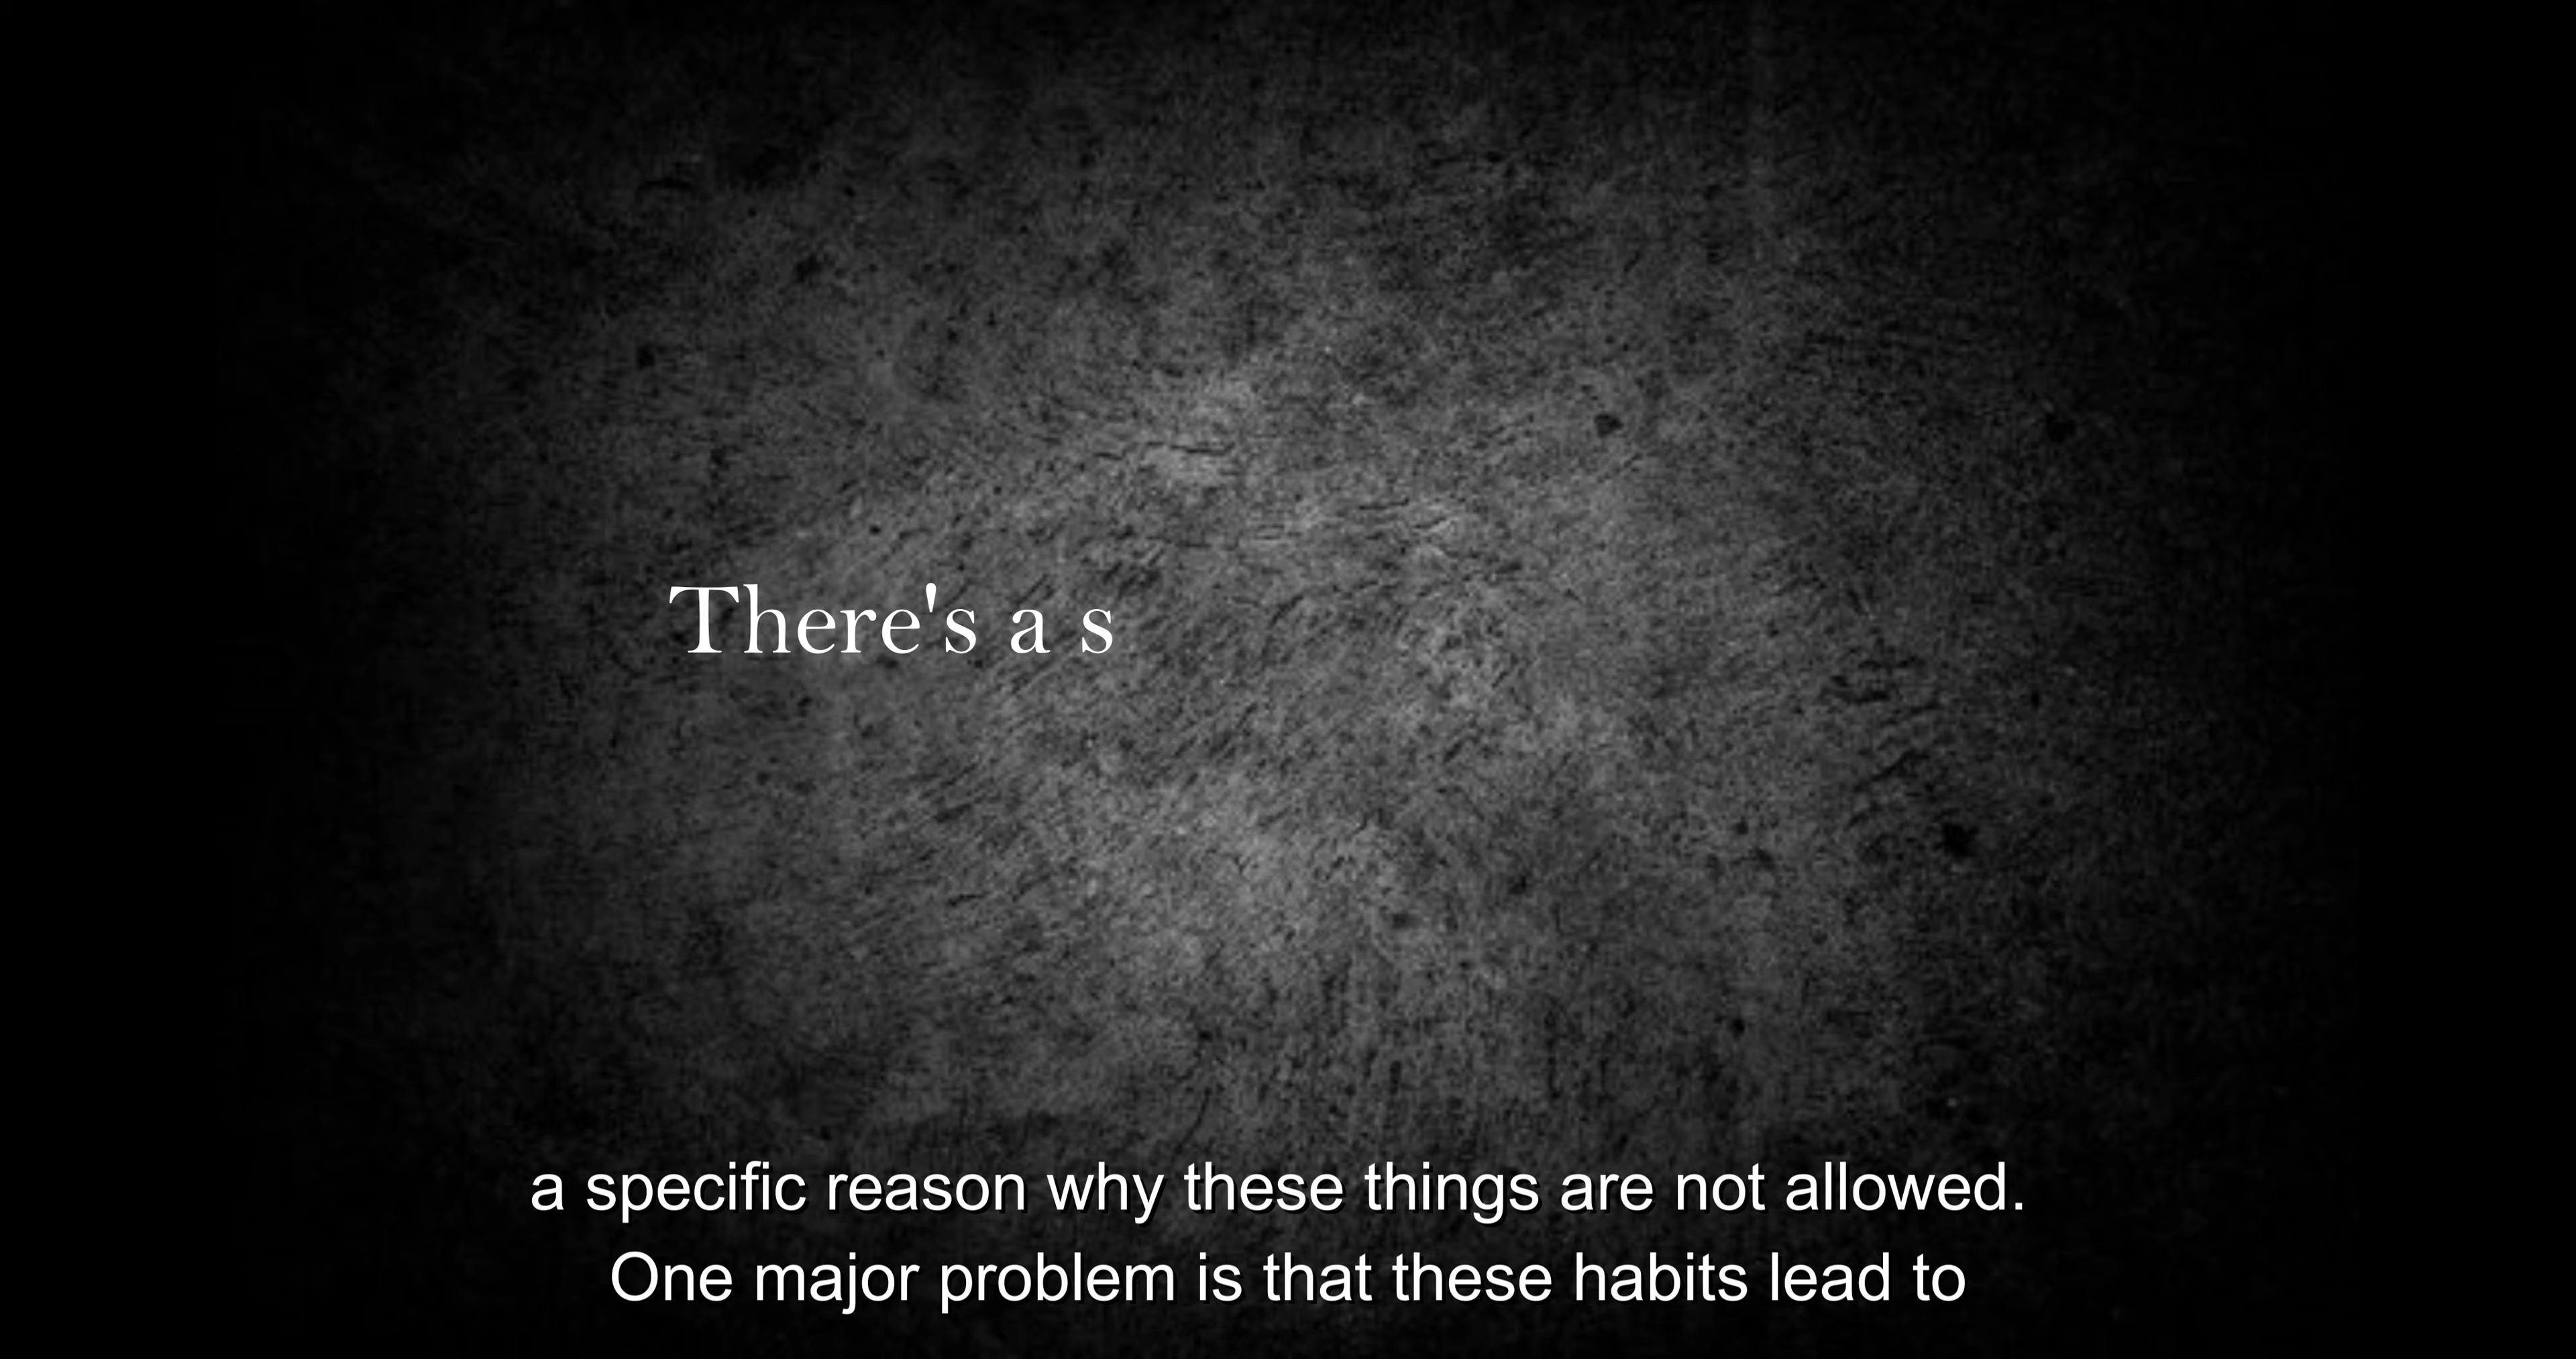 There's a s
a specific reason why these things are not allowed.
One major problem is that these habits lead to